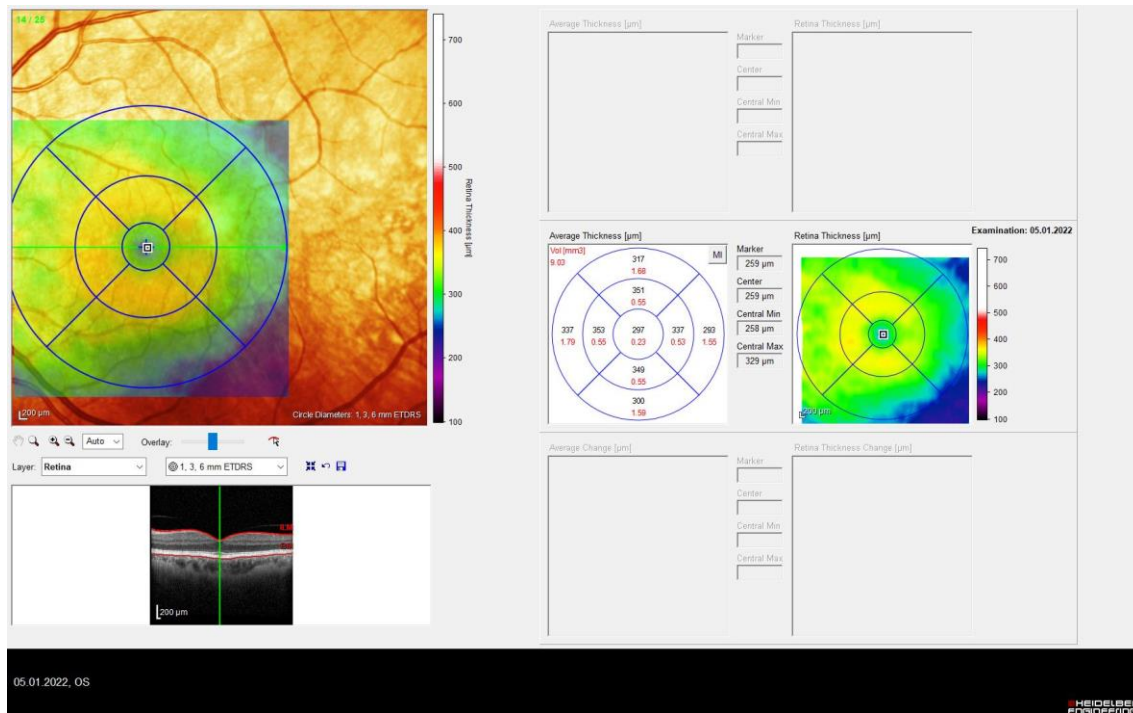 14 / 25
700
600
500
400
300
200
100
Retina Thickness [µm]
200 µm
Circle Diameters: 1, 3, 6 mm ETDRS
Auto
Overlay:
Layer: Retina
1, 3, 6 mm ETDRS
ILM
200 µm
Average Thickness [µm]
Marker
Center
Central Min
Central Max
Retina Thickness [µm]
Examination: 05.01.2022
Average Thickness [µm]
Vol [mm3]
9.03
MI
317
1.68
351
0.55
337 353 297 337 293
1.79 0.55 0.23 0.53 1.55
349
0.55
300
1.59
Marker
259 µm
Center
259 µm
Central Min
258 µm
Central Max
329 µm
Retina Thickness [µm]
200 µm
700
600
500
400
300
200
100
Average Change [µm]
Marker
Center
Central Min
Central Max
Retina Thickness Change [µm]
05.01.2022, OS
HEIDELBE
ENGINEERING